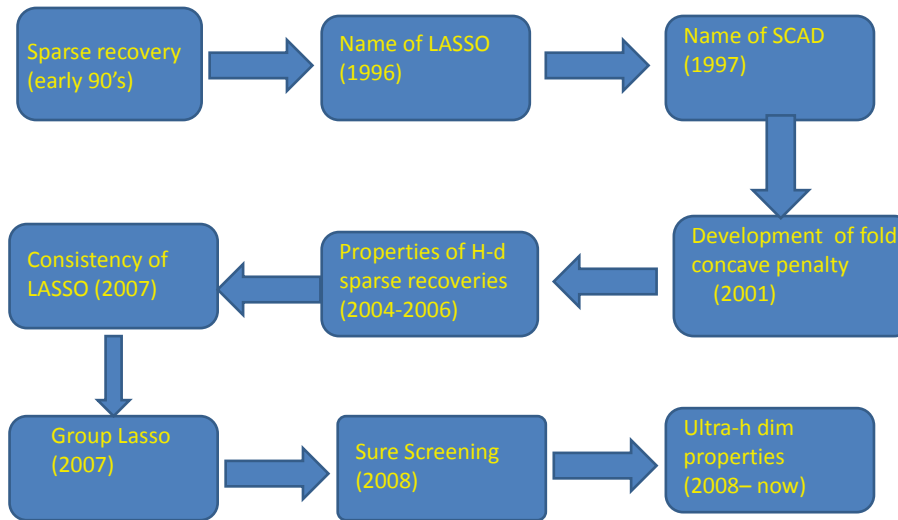 Sparse recovery
(early 90's)
Name of LASSO
(1996)
Name of SCAD
(1997)
Development of fold
concave penalty
(2001)
Properties of H-d
sparse recoveries
(2004-2006)
Consistency of
LASSO (2007)
Group Lasso
(2007)
Sure Screening
(2008)
Ultra-h dim
properties
(2008– now)